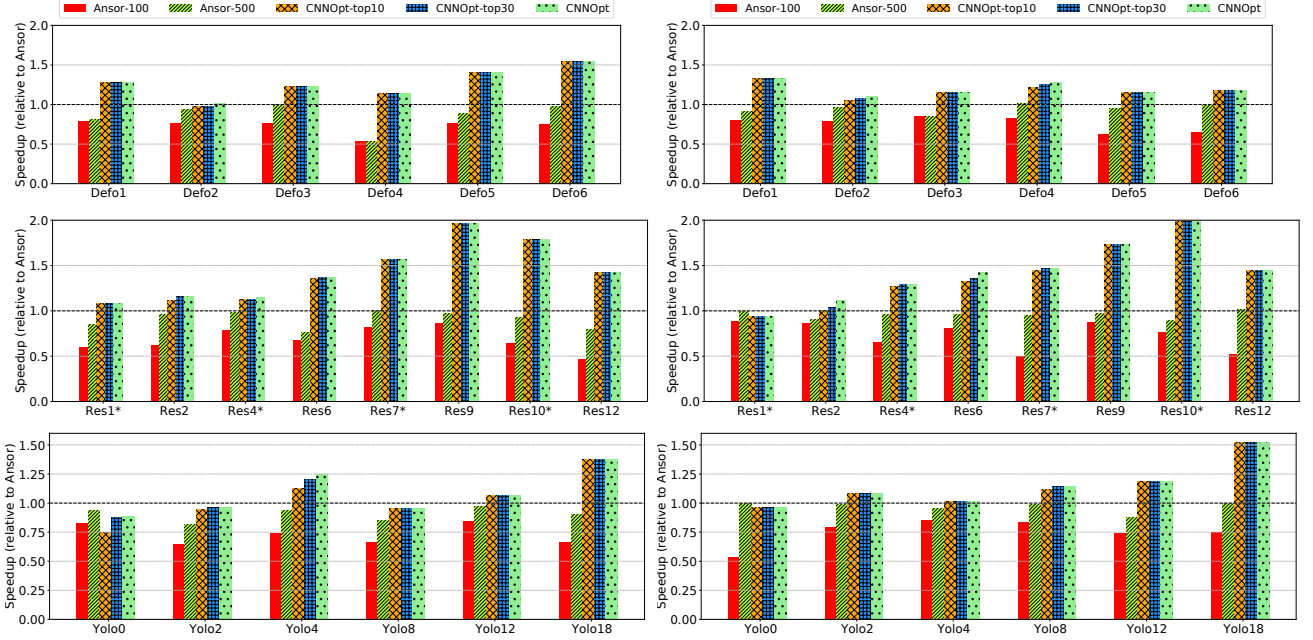 Ansor-100 Ansor-500 CNNOpt-top10 CNNOpt-top30 CNNOpt
Speedup (relative to Ansor)
2.0
1.5
1.0
0.5
0.0
Defo1 Defo2 Defo3 Defo4 Defo5 Defo6
Ansor-100 Ansor-500 CNNOpt-top10 CNNOpt-top30 CNNOpt
Speedup (relative to Ansor)
2.0
1.5
1.0
0.5
0.0
Defo1 Defo2 Defo3 Defo4 Defo5 Defo6
Speedup (relative to Ansor)
2.0
1.5
1.0
0.5
0.0
Res1* Res2 Res4* Res6 Res7* Res9 Res10* Res12
Speedup (relative to Ansor)
2.0
1.5
1.0
0.5
0.0
Res1* Res2 Res4* Res6 Res7* Res9 Res10* Res12
Speedup (relative to Ansor)
1.50
1.25
1.00
0.75
0.50
0.25
0.00
Yolo0 Yolo2 Yolo4 Yolo8 Yolo12 Yolo18
Speedup (relative to Ansor)
1.50
1.25
1.00
0.75
0.50
0.25
0.00
Yolo0 Yolo2 Yolo4 Yolo8 Yolo12 Yolo18